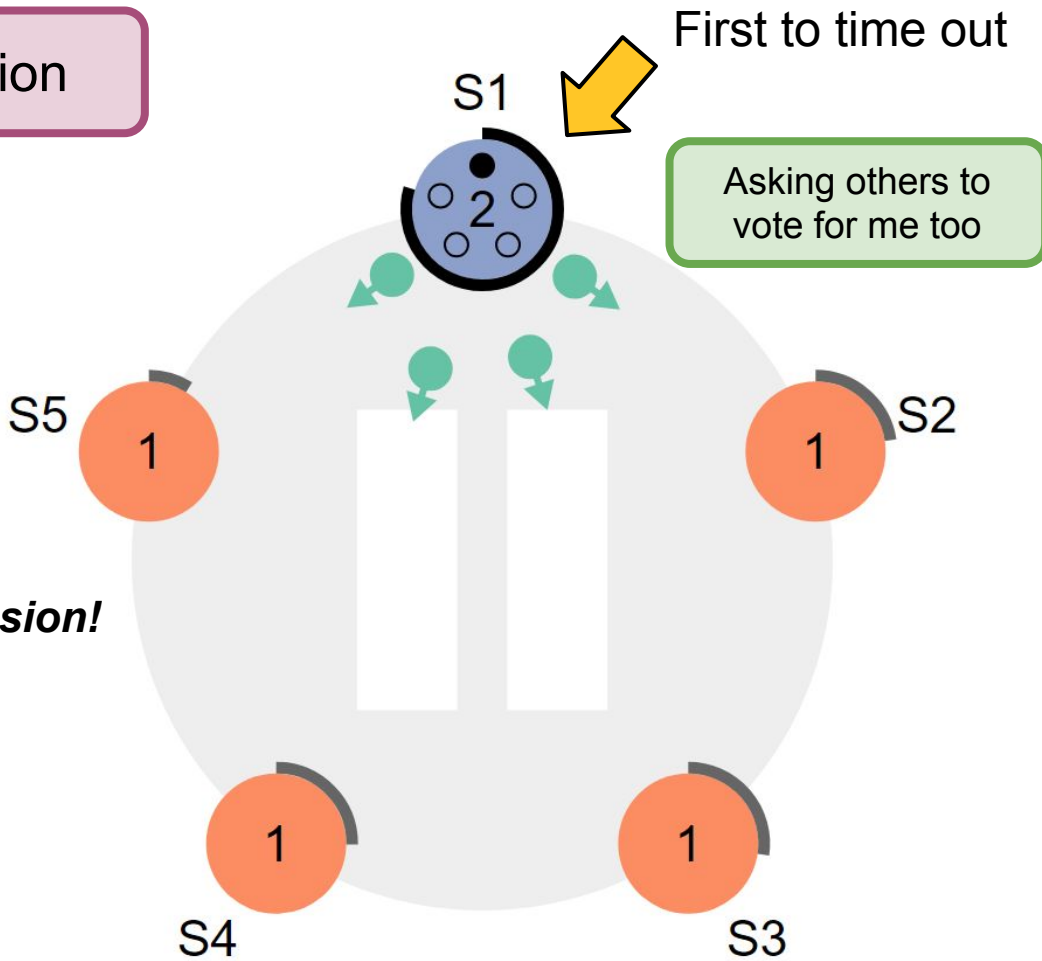 ion
First to time out
S1
2
Asking others to
vote for me too
S5
1
1
S2
sion!
1
1
S4
S3